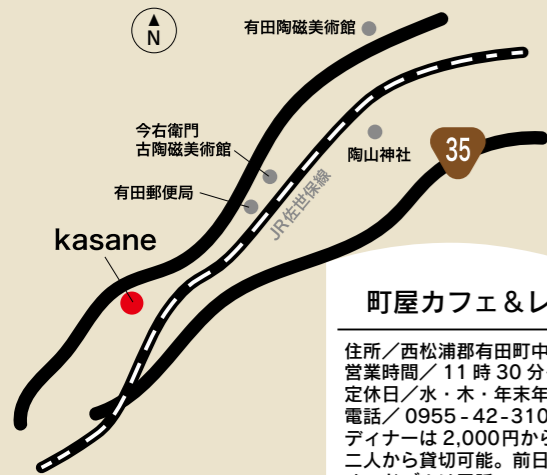 N
有田陶磁美術館
今右衛門
古陶磁美術館
陶山神社
35
有田郵便局
JR佐世保線
kasane
町屋カフェ＆レ
住所／西松浦郡有田町中
営業時間／11時30分
定休日／水・木・年末年
電話／0955-42-310
ディナーは2,000円から
二人から貸切可能。前日